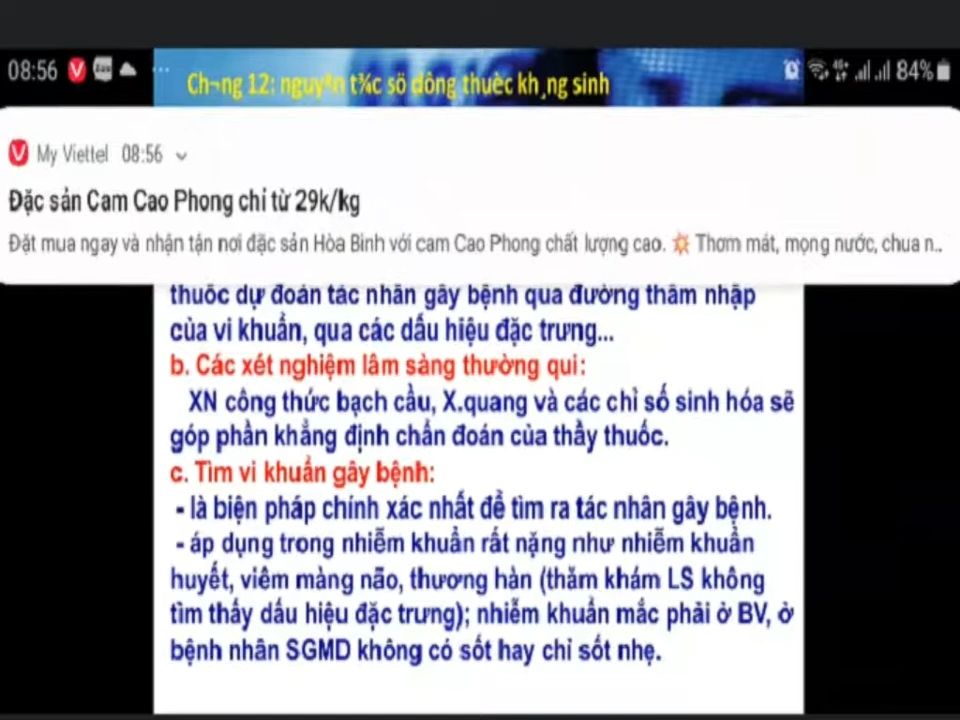 08:56 ... 84%
Ch¬ng 12: nguyªn t¾c sö dông thuèc kh¸ng sinh
My Viettel 08:56
Đặc sản Cam Cao Phong chỉ từ 29k/kg
Đặt mua ngay và nhận tận nơi đặc sản Hòa Bình với cam Cao Phong chất lượng cao. 💥 Thơm mát, mọng nước, chua n..
thuốc dự đoán tác nhân gây bệnh qua đường thâm nhập
của vi khuẩn, qua các dấu hiệu đặc trưng...
b. Các xét nghiệm lâm sàng thường qui:
XN công thức bạch cầu, X.quang và các chỉ số sinh hóa sẽ
góp phần khẳng định chẩn đoán của thầy thuốc.
c. Tìm vi khuẩn gây bệnh:
- là biện pháp chính xác nhất để tìm ra tác nhân gây bệnh.
- áp dụng trong nhiễm khuẩn rất nặng như nhiễm khuẩn
huyết, viêm màng não, thương hàn (thăm khám LS không
tìm thấy dấu hiệu đặc trưng); nhiễm khuẩn mắc phải ở BV, ở
bệnh nhân SGMD không có sốt hay chỉ sốt nhẹ.